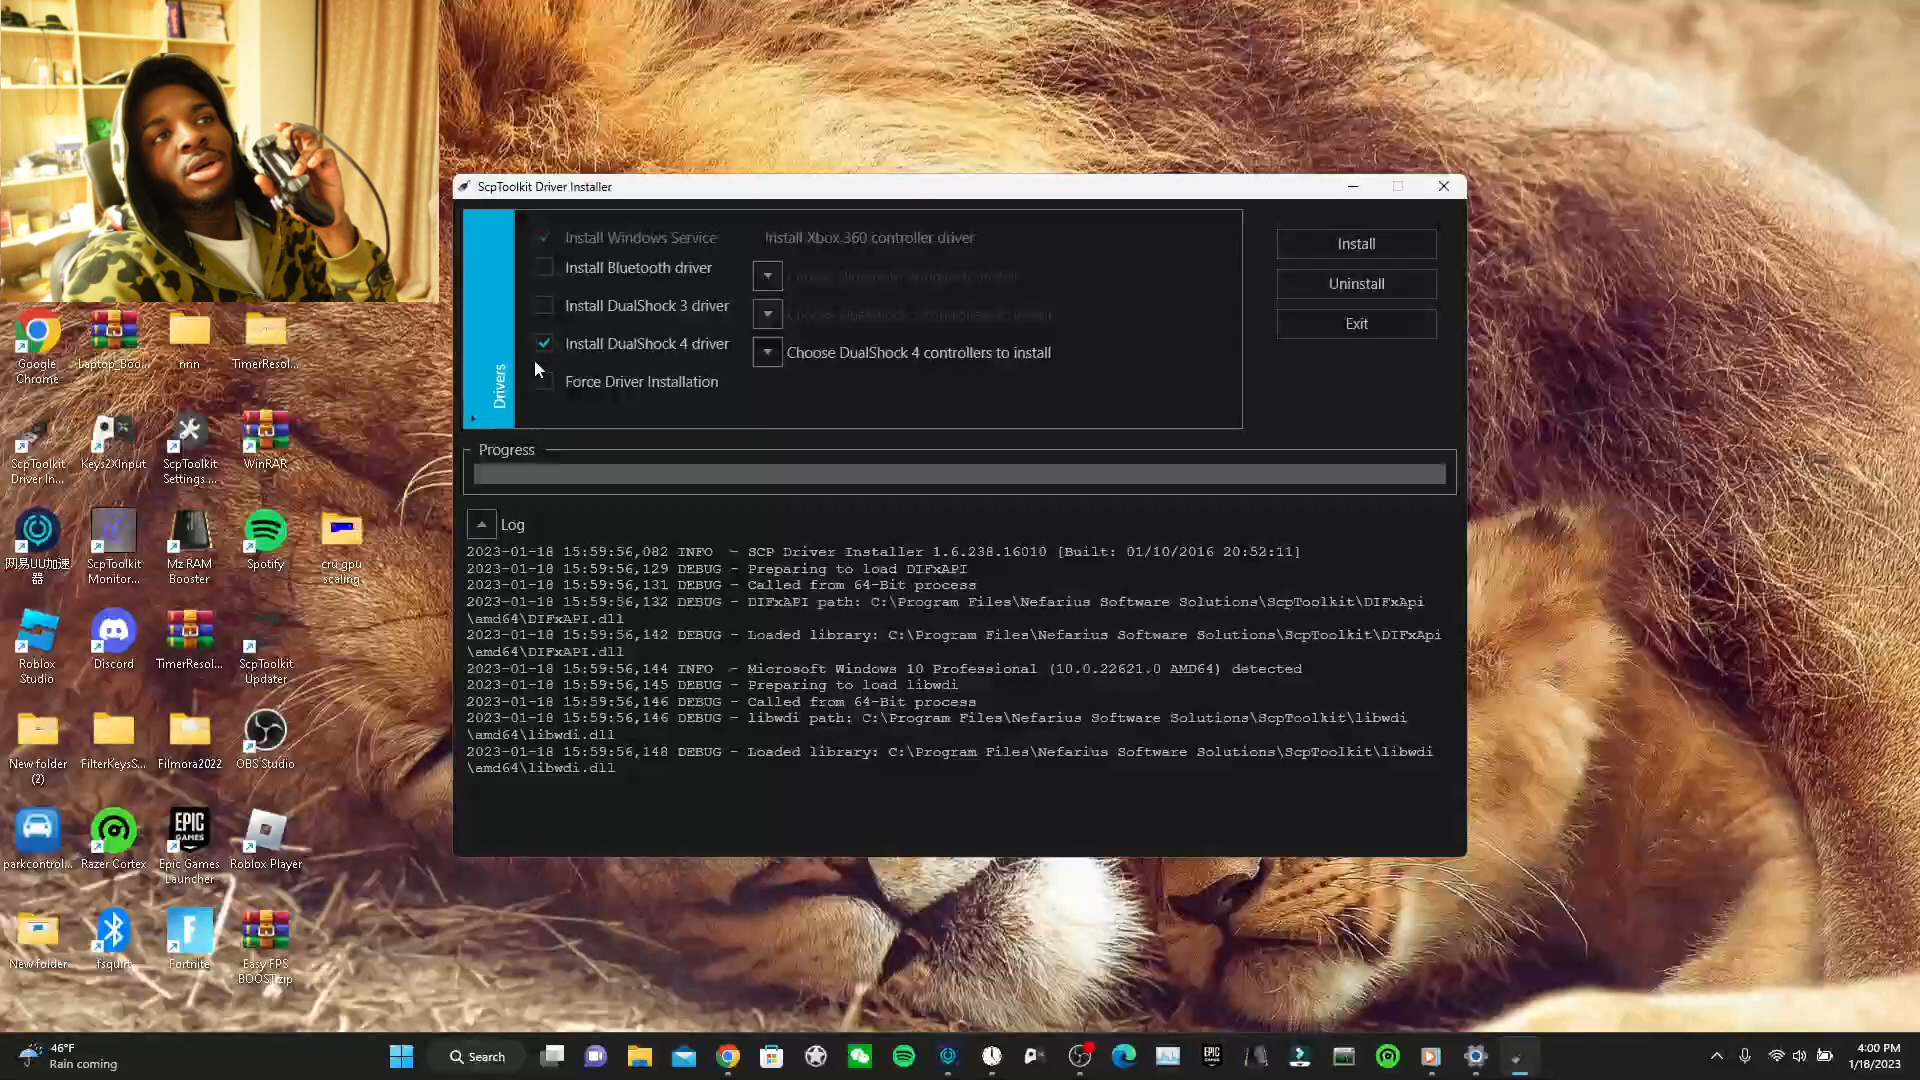 ScpToolkit Driver Installer
Install Windows Service
Install Xbox 360 controller driver
Install Bluetooth driver
Install DualShock 3 driver
Install DualShock 4 driver
Choose DualShock 4 controllers to install
Force Driver Installation
Drivers
Install
Uninstall
Exit
Progress
Log
2023-01-18 15:59:56,082 INFO - SCP Driver Installer 1.6.238.16010 [Built: 01/10/2016 20:52:11]
2023-01-18 15:59:56,129 DEBUG - Preparing to load DIFxAPI
2023-01-18 15:59:56,131 DEBUG - Called from 64-Bit process
2023-01-18 15:59:56,132 DEBUG - DIFxAPI path: C:\Program Files\Nefarius Software Solutions\ScpToolkit\DIFxApi
\amd64\DIFxAPI.dll
2023-01-18 15:59:56,142 DEBUG - Loaded library: C:\Program Files\Nefarius Software Solutions\ScpToolkit\DIFxApi
\amd64\DIFxAPI.dll
2023-01-18 15:59:56,144 INFO - Microsoft Windows 10 Professional (10.0.22621.0 AMD64) detected
2023-01-18 15:59:56,145 DEBUG - Preparing to load libwdi
2023-01-18 15:59:56,146 DEBUG - Called from 64-Bit process
2023-01-18 15:59:56,146 DEBUG - libwdi path: C:\Program Files\Nefarius Software Solutions\ScpToolkit\libwdi
\amd64\libwdi.dll
2023-01-18 15:59:56,148 DEBUG - Loaded library: C:\Program Files\Nefarius Software Solutions\ScpToolkit\libwdi
\amd64\libwdi.dll
Google
Chrome
Laptop_Boo...
nnn
TimerResol...
ScpToolkit
Driver In...
Keys2XInput
ScpToolkit
Settings ...
WinRAR
网易UU加速
器
ScpToolkit
Monitor...
Mz RAM
Booster
Spotify
cru gpu
scaling
Roblox
Studio
Discord
TimerResol...
ScpToolkit
Updater
New folder
(2)
FilterKeysS...
Filmora2022
OBS Studio
parkcontrol...
Razer Cortex
EPIC
GAMES
Epic Games
Launcher
Roblox Player
New folder
fsquirt
Fortnite
Easy FPS
BOOST.zip
46°F
Rain coming
Search
EPIC
4:00 PM
1/18/2023